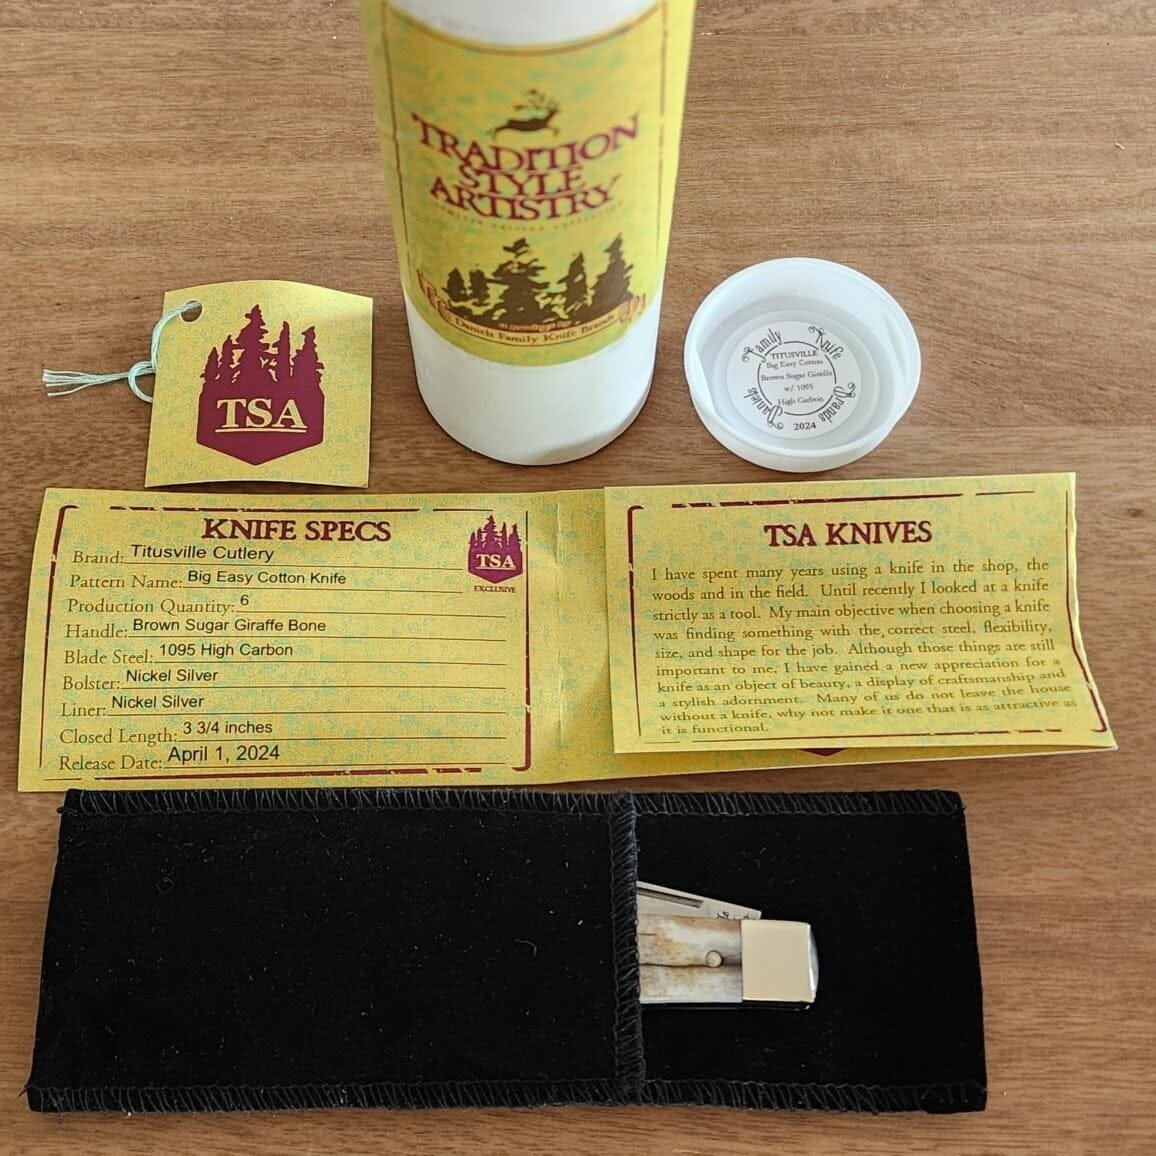 TRADITION
STYLE
ARTISTRY
Daniels Family Knife Brands
TSA
Family Knife
TITUSVILLE
Big Easy Cotton
Brown Sugar Giraffe
w/ 1095
High Carbon
Daniels Brands
2024
KNIFE SPECS
Brand: Titusville Cutlery
Pattern Name: Big Easy Cotton Knife
Production Quantity: 6
Handle: Brown Sugar Giraffe Bone
Blade Steel: 1095 High Carbon
Bolster: Nickel Silver
Liner: Nickel Silver
Closed Length: 3 3/4 inches
Release Date: April 1, 2024
TSA
EXCLUSIVE
TSA KNIVES
I have spent many years using a knife in the shop, the
woods and in the field. Until recently I looked at a knife
strictly as a tool. My main objective when choosing a knife
was finding something with the correct steel, flexibility,
size, and shape for the job. Although those things are still
important to me, I have gained a new appreciation for a
knife as an object of beauty, a display of craftsmanship and
a stylish adornment. Many of us do not leave the house
without a knife, why not make it one that is as attractive as
it is functional.